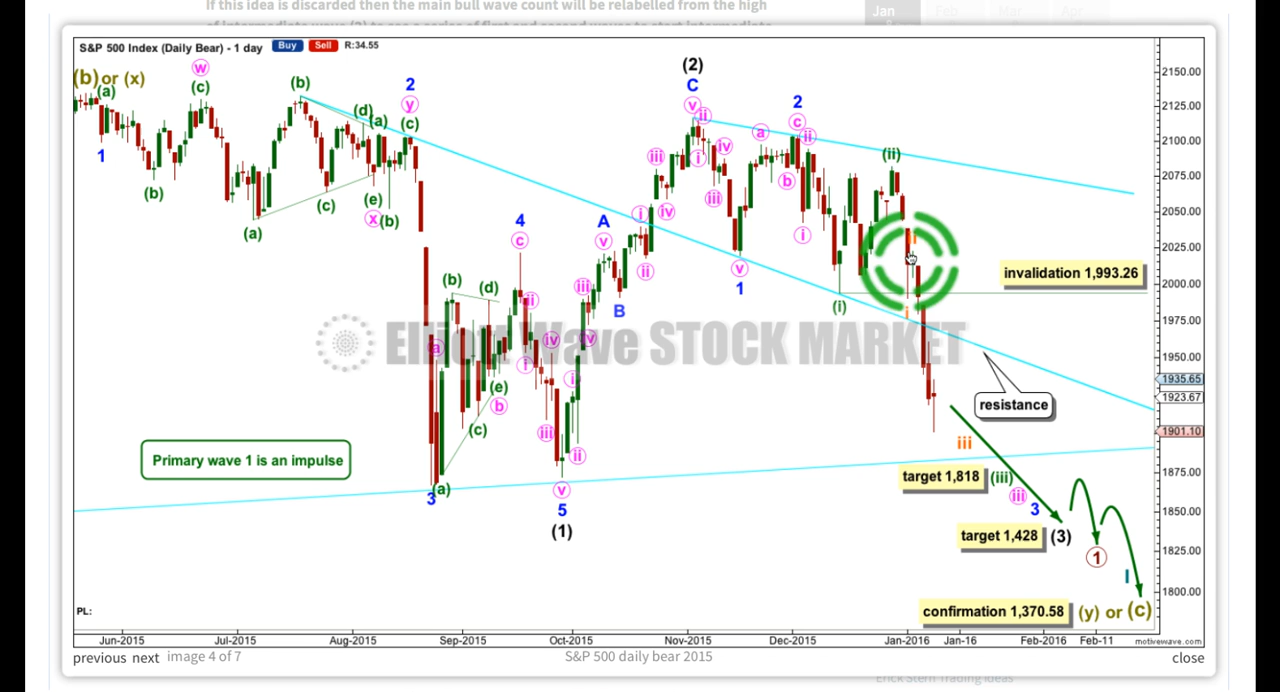 If this idea is discarded then the main bull wave count will be relabelled from the high
Jan Feb Mar Apr
S&P 500 Index (Daily Bear) - 1 day Buy Sell R:34.55
(b) or (x)
(a)
w
(c)
(b)
2
y
(c)
(d)
(a)
1
(b)
(a)
(c)
(e)
x
(b)
(2)
C
v
ii
2
c
ii
a
iv
iii
i
(ii)
b
iii
iv
i
4
c
A
v
i
ii
B
v
1
i
(i)
ii
i
invalidation 1,993.26
(b)
(d)
ii
iii
a
iv
v
i
i
(e)
b
(c)
iii
ii
(a)
3
v
5
(1)
Elliott Wave STOCK MARKET
resistance
Primary wave 1 is an impulse
iii
target 1,818 (iii)
iii
3
target 1,428 (3)
1
I
confirmation 1,370.58 (y) or (c)
2150.00
2125.00
2100.00
2075.00
2050.00
2025.00
2000.00
1975.00
1950.00
1935.65
1923.67
1901.10
1875.00
1850.00
1825.00
1800.00
PL:
Jun-2015 Jul-2015 Aug-2015 Sep-2015 Oct-2015 Nov-2015 Dec-2015 Jan-2016 Jan-16 Feb-2016 Feb-11 motivewave.com
previous next image 4 of 7 S&P 500 daily bear 2015 close
Erick Stern Trading Ideas